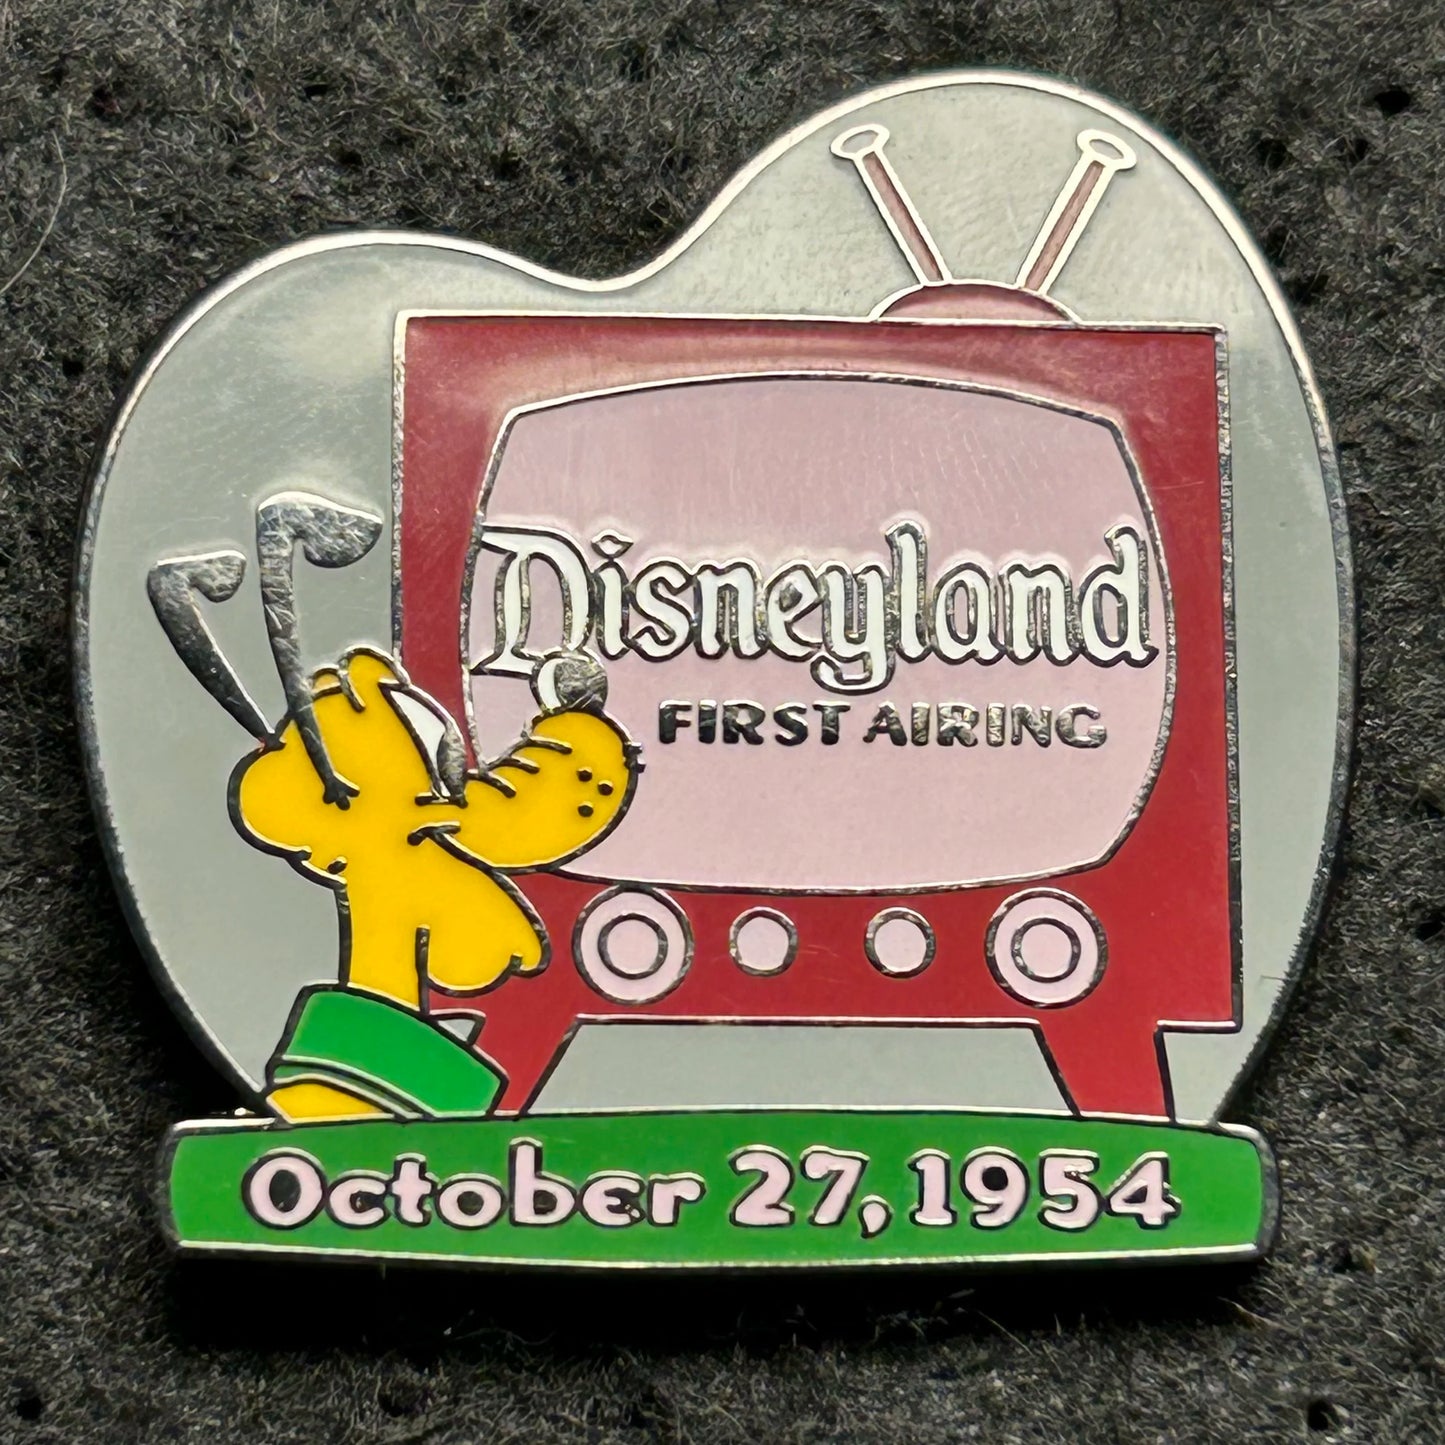 Disneyland
FIRST AIRING
October 27, 1954